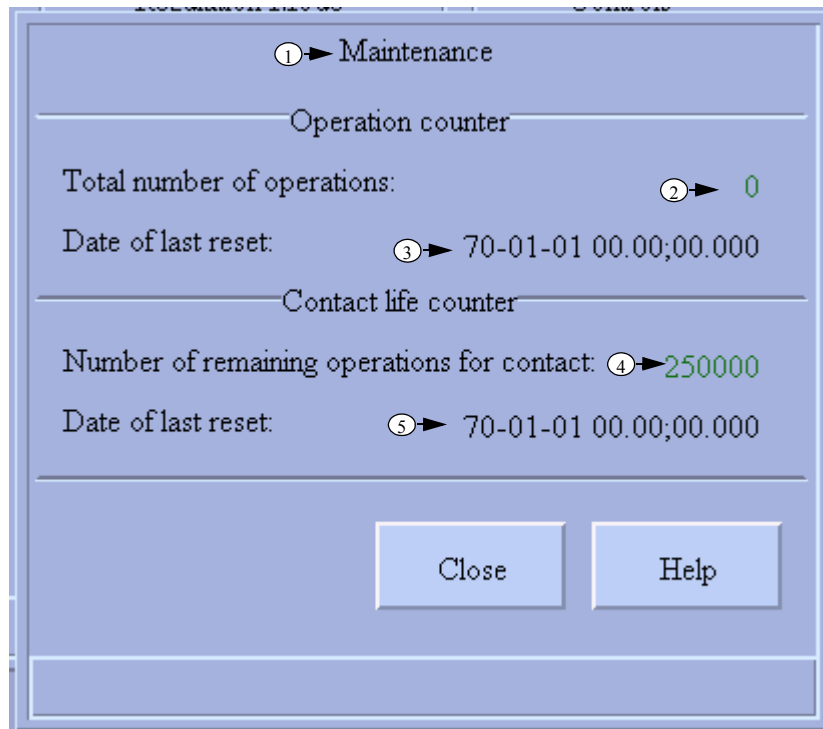 1 Maintenance
Operation counter
Total number of operations: 2 0
Date of last reset: 3 70-01-01 00.00;00.000
Contact life counter
Number of remaining operations for contact: 4 250000
Date of last reset: 5 70-01-01 00.00;00.000
Close Help